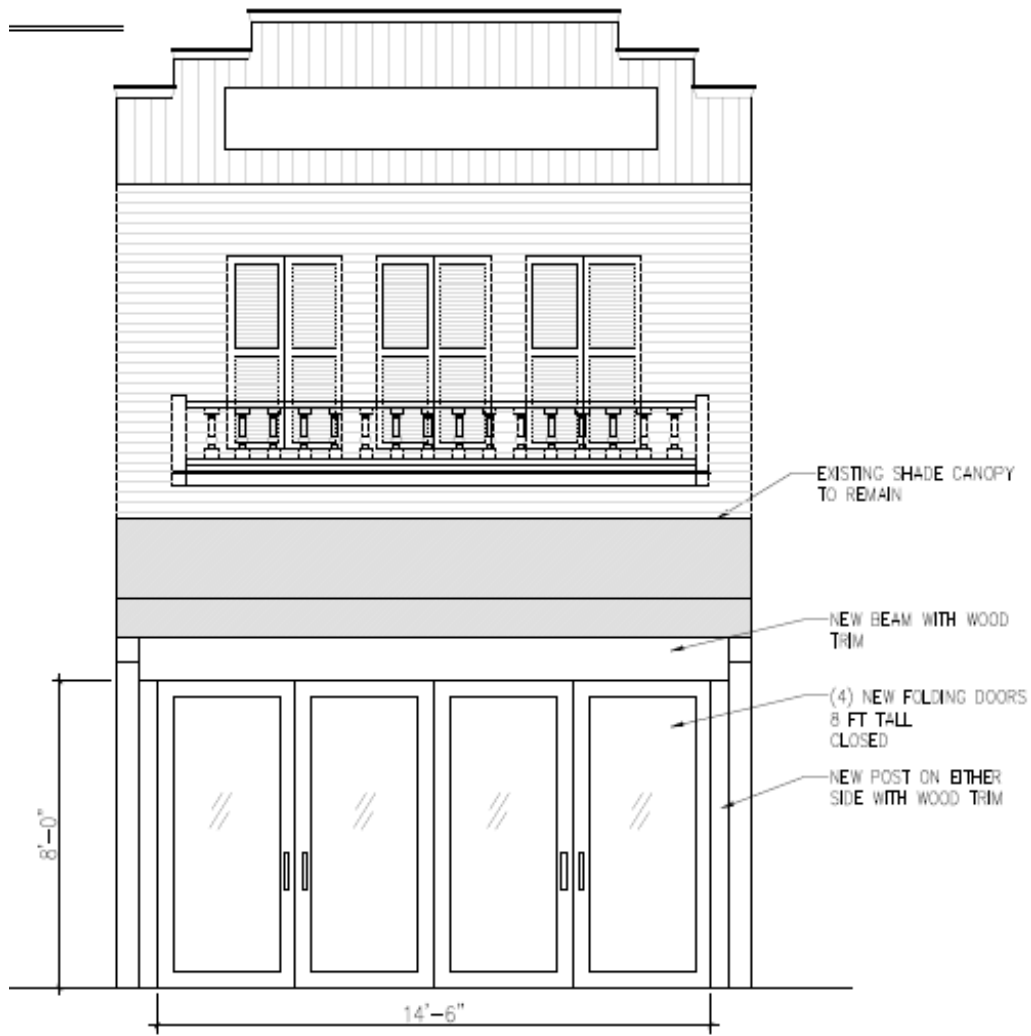 EXISTING SHADE CANOPY
TO REMAIN
NEW BEAM WITH WOOD
TRIM
(4) NEW FOLDING DOORS
8 FT TALL
CLOSED
NEW POST ON EITHER
SIDE WITH WOOD TRIM
8'-0"
14'-6"